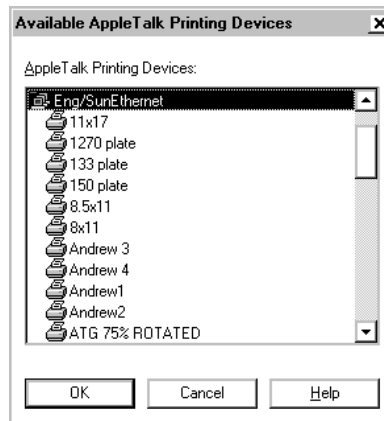 Available AppleTalk Printing Devices
AppleTalk Printing Devices:
Eng/SunEthernet
11x17
1270 plate
133 plate
150 plate
8.5x11
8x11
Andrew 3
Andrew 4
Andrew1
Andrew2
ATG 75% ROTATED
OK Cancel Help